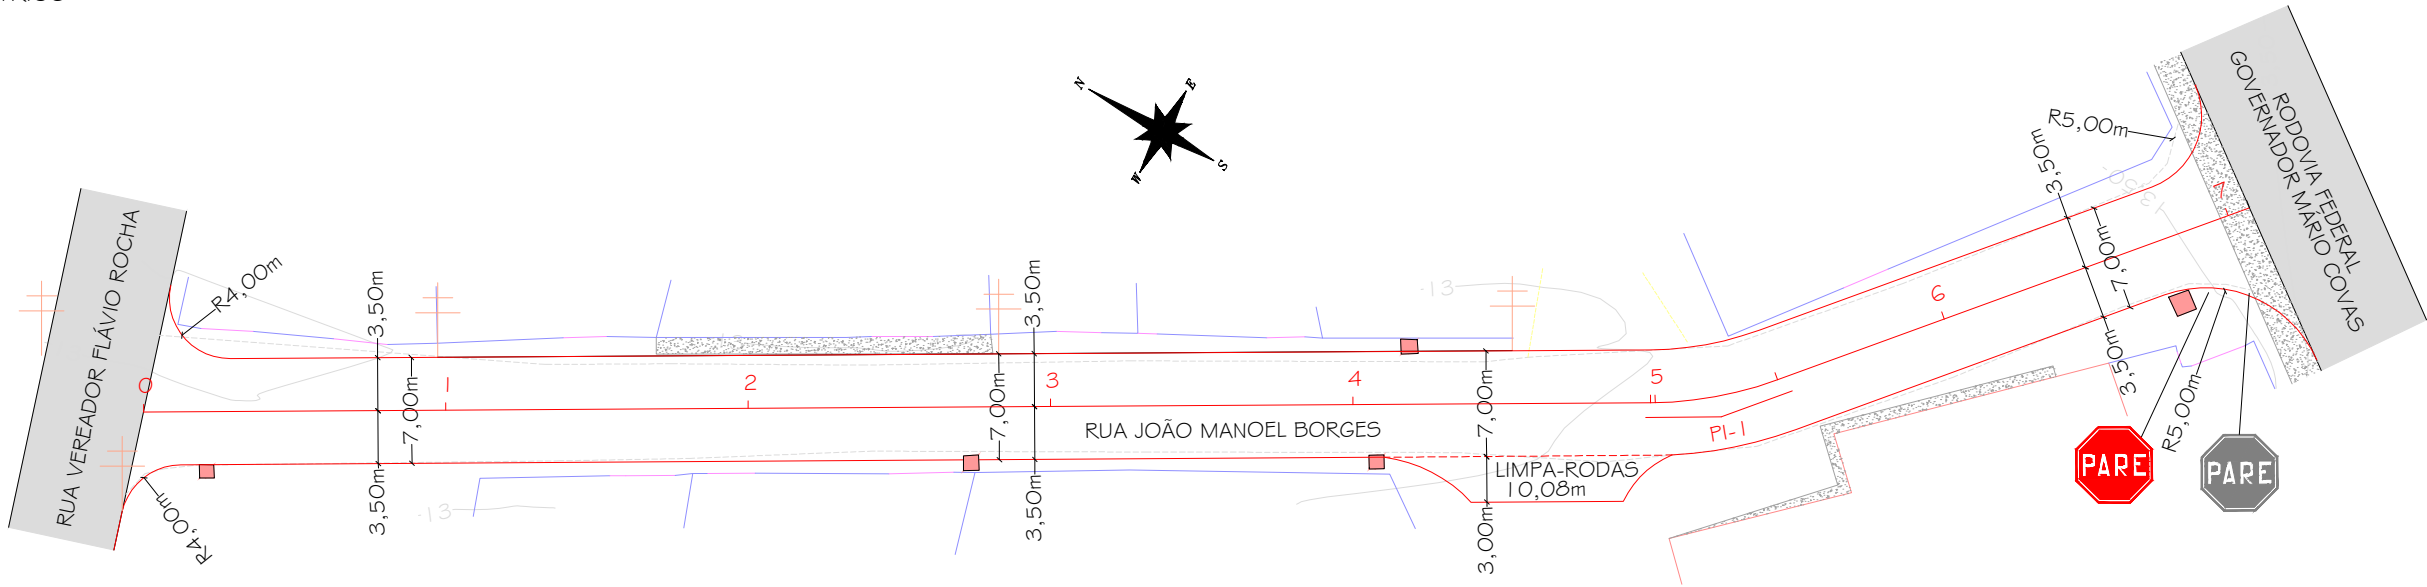 RUA VEREADOR FLÁVIO ROCHA
R4,00m
R4,00m
3,50m
7,00m
3,50m
0
1
2
3
4
5
6
7
-13
-13
N
E
S
W
3,50m
7,00m
3,50m
RUA JOÃO MANOEL BORGES
7,00m
3,00m
LIMPA-RODAS
10,08m
PI-1
3,50m
7,00m
3,50m
R5,00m
R5,00m
PARE
PARE
RODOVIA FEDERAL
GOVERNADOR MÁRIO COVAS